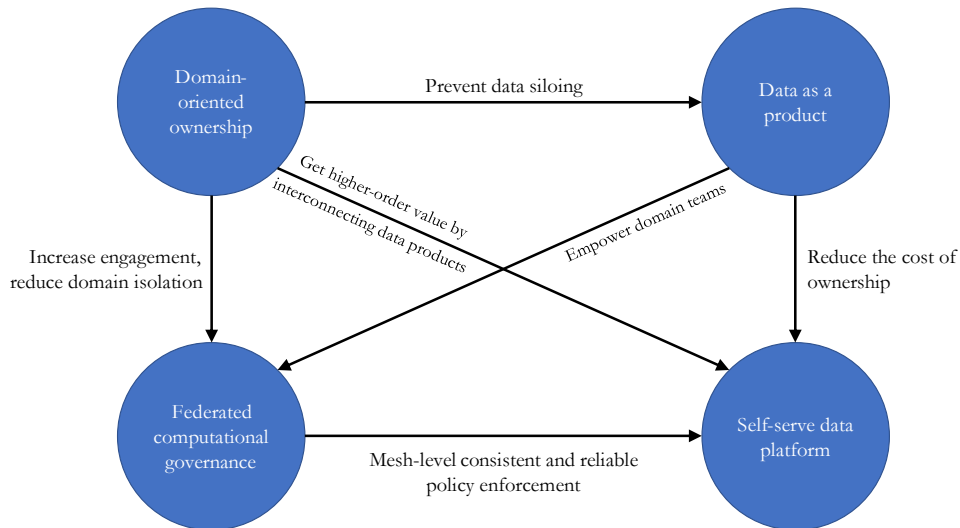 Domain-
oriented
ownership
Prevent data siloing
Data as a
product
Get higher-order value by
interconnecting data products
Empower domain teams
Increase engagement,
reduce domain isolation
Reduce the cost of
ownership
Federated
computational
governance
Mesh-level consistent and reliable
policy enforcement
Self-serve data
platform